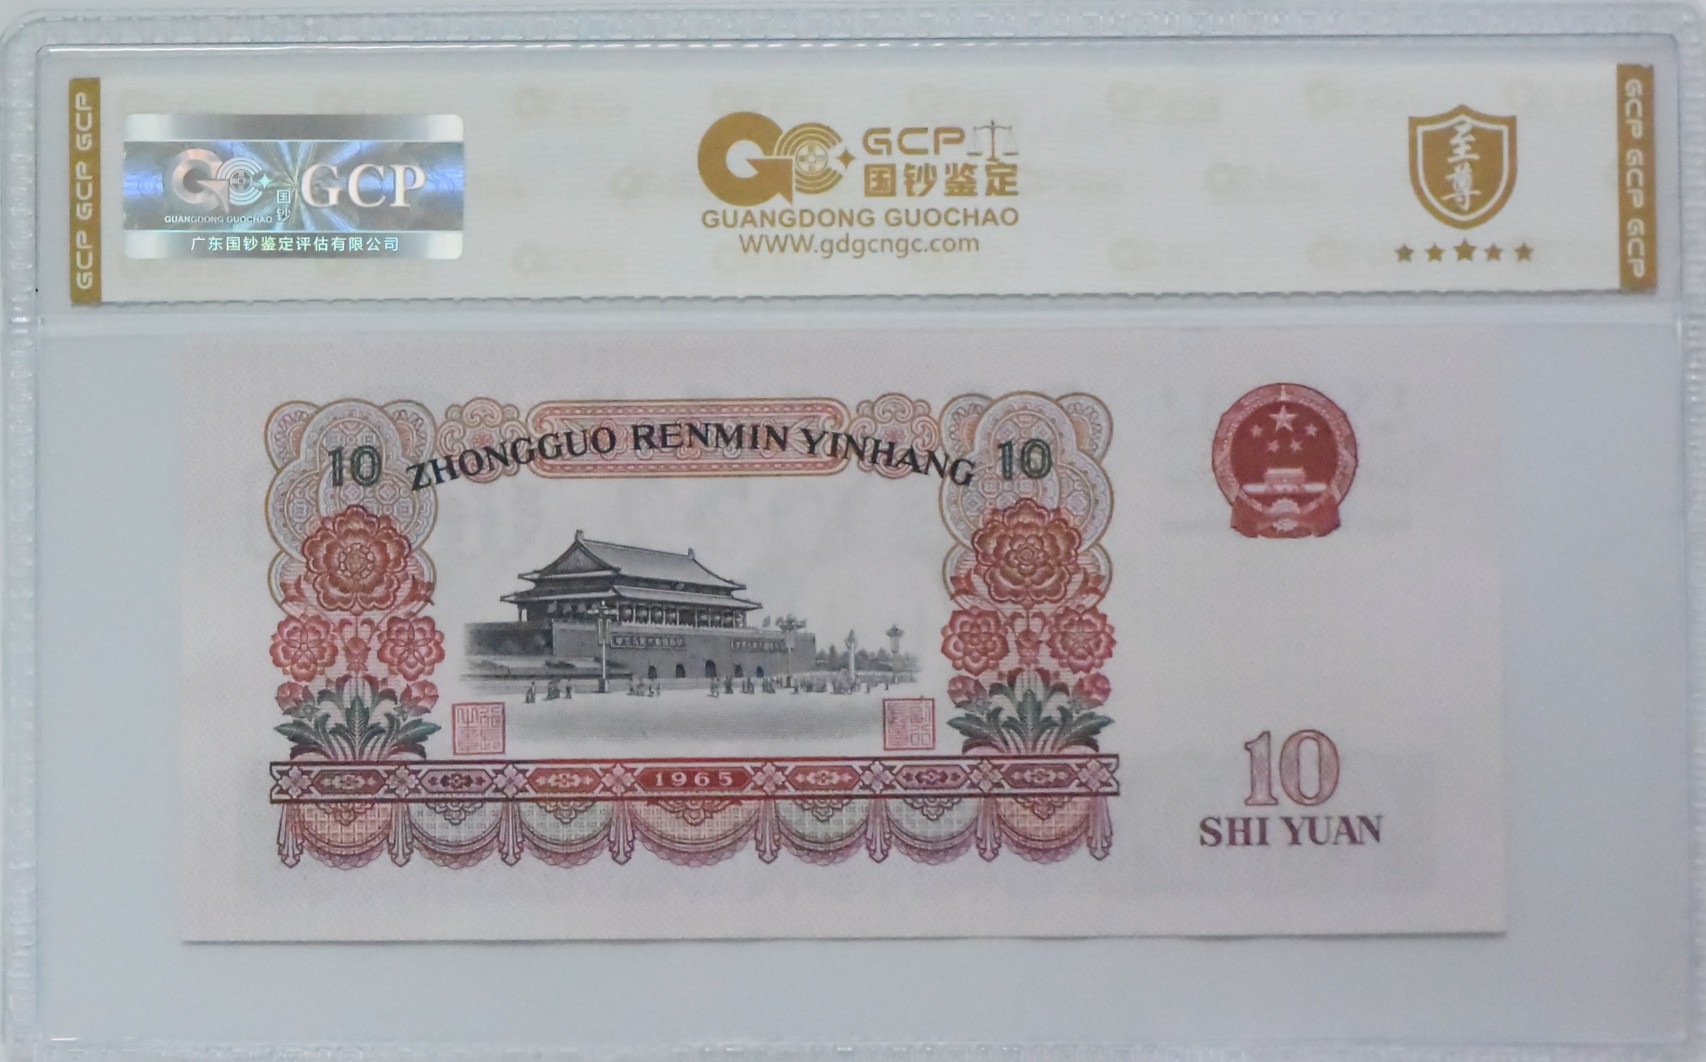 GCP GCP GCP
GCP
国钞
GUANGDONG GUOCHAO
广东国钞鉴定评估有限公司
GCP
国钞鉴定
GUANGDONG GUOCHAO
WWW.gdgcngc.com
至尊
GCP GCP GCP
10 ZHONGGUO RENMIN YINHANG 10
1965
10
SHI YUAN